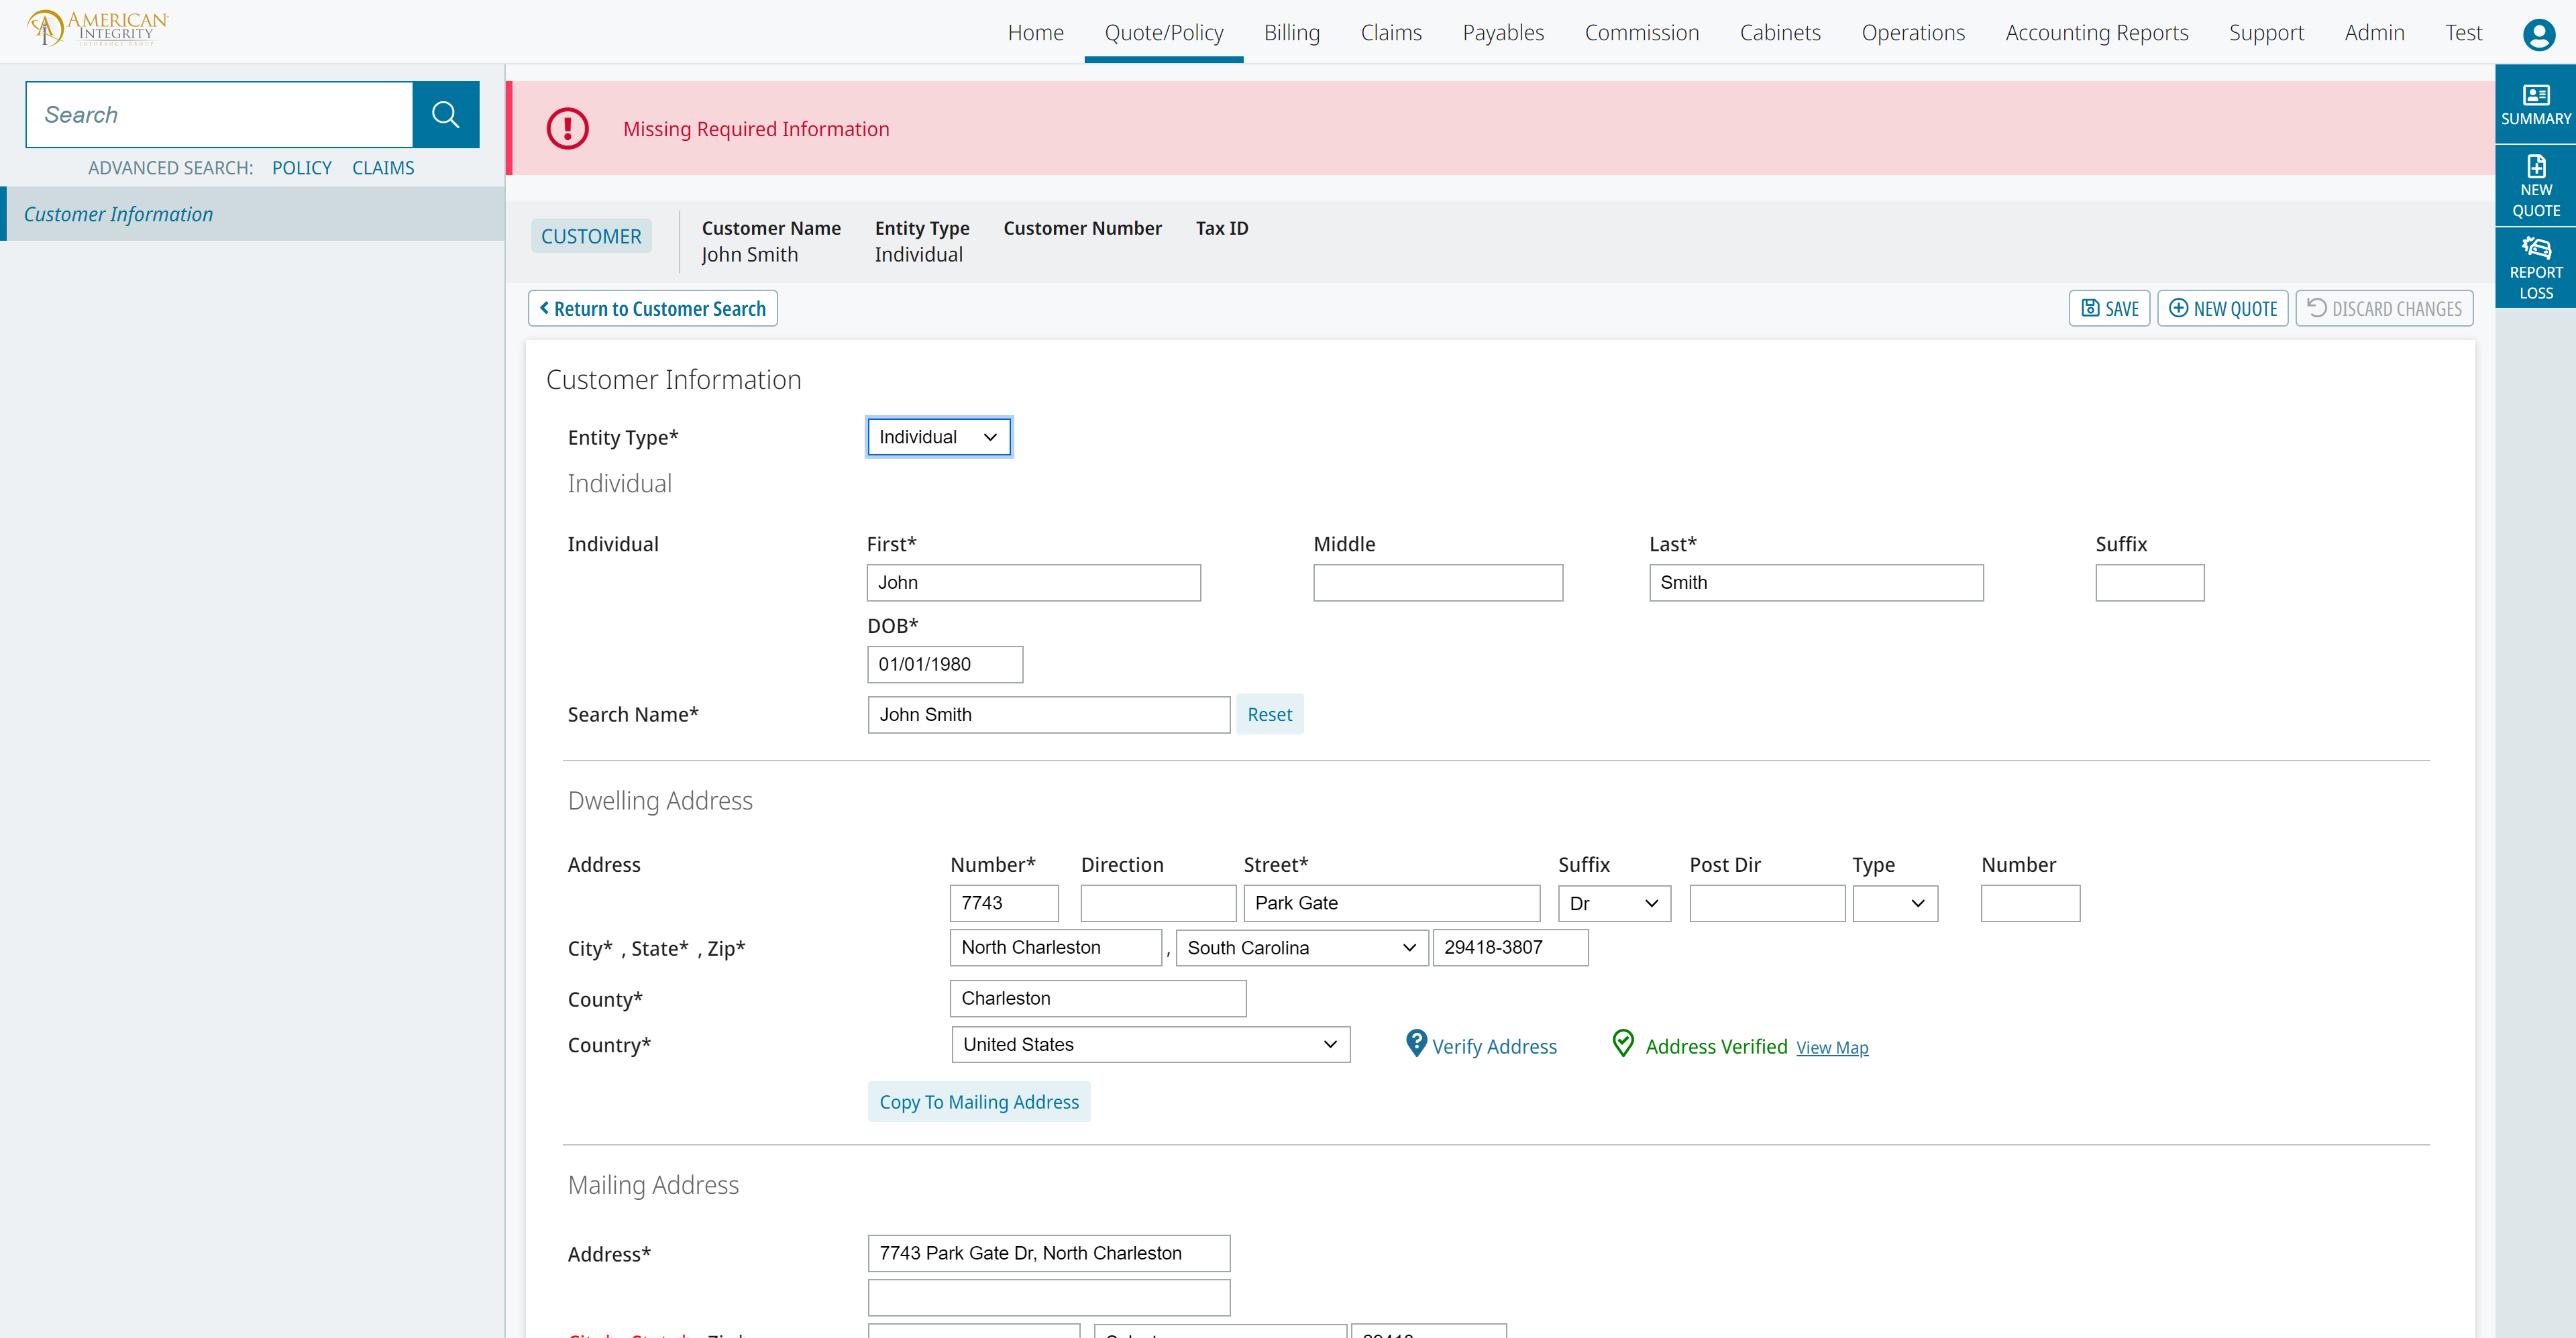 AMERICAN
INTEGRITY
INSURANCE GROUP
Home Quote/Policy Billing Claims Payables Commission Cabinets Operations Accounting Reports Support Admin Test
Search
ADVANCED SEARCH: POLICY CLAIMS
Customer Information
Missing Required Information
SUMMARY
NEW
QUOTE
REPORT
LOSS
CUSTOMER
Customer Name Entity Type Customer Number Tax ID
John Smith Individual
Return to Customer Search SAVE NEW QUOTE DISCARD CHANGES
Customer Information
Entity Type* Individual
Individual
Individual First* Middle Last* Suffix
John Smith
DOB*
01/01/1980
Search Name* John Smith Reset
Dwelling Address
Address Number* Direction Street* Suffix Post Dir Type Number
7743 Park Gate Dr
City* , State* , Zip* North Charleston , South Carolina 29418-3807
County* Charleston
Country* United States Verify Address Address Verified View Map
Copy To Mailing Address
Mailing Address
Address* 7743 Park Gate Dr, North Charleston